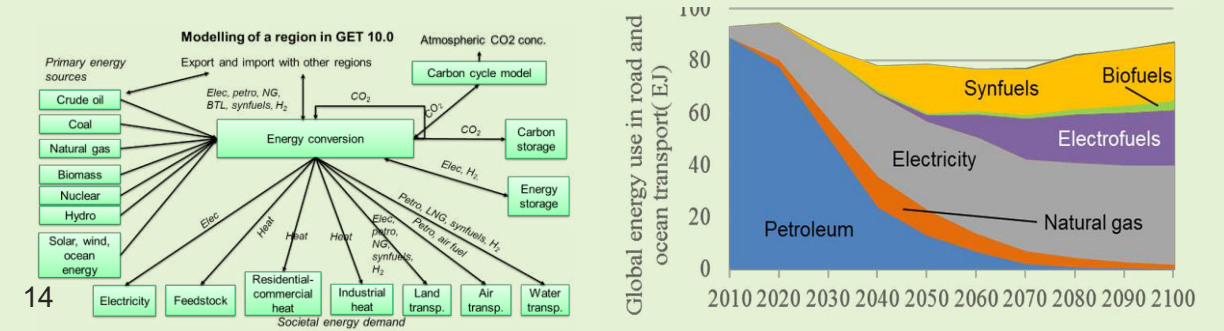 Modelling of a region in GET 10.0
Primary energy
sources
Export and import with other regions
Atmospheric CO2 conc.
Carbon cycle model
Elec, petro, NG,
BTL, synfuels, H2
CO2
CO2
CO2
Crude oil
Coal
Natural gas
Biomass
Nuclear
Hydro
Solar, wind,
ocean
energy
Energy conversion
Carbon
storage
Elec, H2,
Energy
storage
Elec
Heat
Heat
Heat
Elec,
petro,
NG,
synfuels,
H2
Petro, LNG, synfuels, H2
Petro, air fuel
Electricity
Feedstock
Residential-
commercial
heat
Industrial
heat
Land
transp.
Air
transp.
Water
transp.
Societal energy demand
14
Global energy use in road and
ocean transport( EJ)
100
80
60
40
20
0
Synfuels
Biofuels
Electrofuels
Electricity
Natural gas
Petroleum
2010 2020 2030 2040 2050 2060 2070 2080 2090 2100